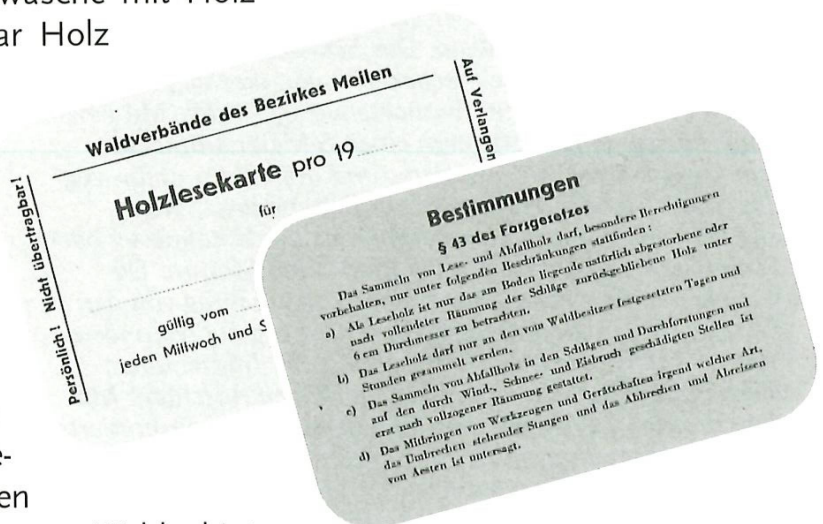 wäsche mit Holz
ar Holz
Waldverbände des Bezirkes Meilen
Holzlesekarte pro 19
für
gültig vom
jeden Mittwoch und S
Persönlich! Nicht übertragbar!
Auf Verlangen
Bestimmungen
§ 43 des Forsgesetzes
Das Sammeln von Lese- und Abfallholz darf, besondere Berechtigungen
vorbehalten, nur unter folgenden Beschränkungen stattfinden:
a) Als Leseholz ist nur das am Boden liegende natürlich abgestorbene oder
nach vollendeter Räumung der Schläge zurückgebliebene Holz unter
6 cm Durchmesser zu betrachten.
b) Das Leseholz darf nur an den vom Waldbesitzer festgesetzten Tagen und
Stunden gesammelt werden.
c) Das Sammeln von Abfallholz in den Schlägen und Durchforstungen und
auf den durch Wind-, Schnee- und Eisbruch geschädigten Stellen ist
erst nach vollzogener Räumung gestattet.
d) Das Mitbringen von Werkzeugen und Gerätschaften irgend welcher Art,
das Umbrechen stehender Stangen und das Abbrechen und Abreissen
von Aesten ist untersagt.
e-
en